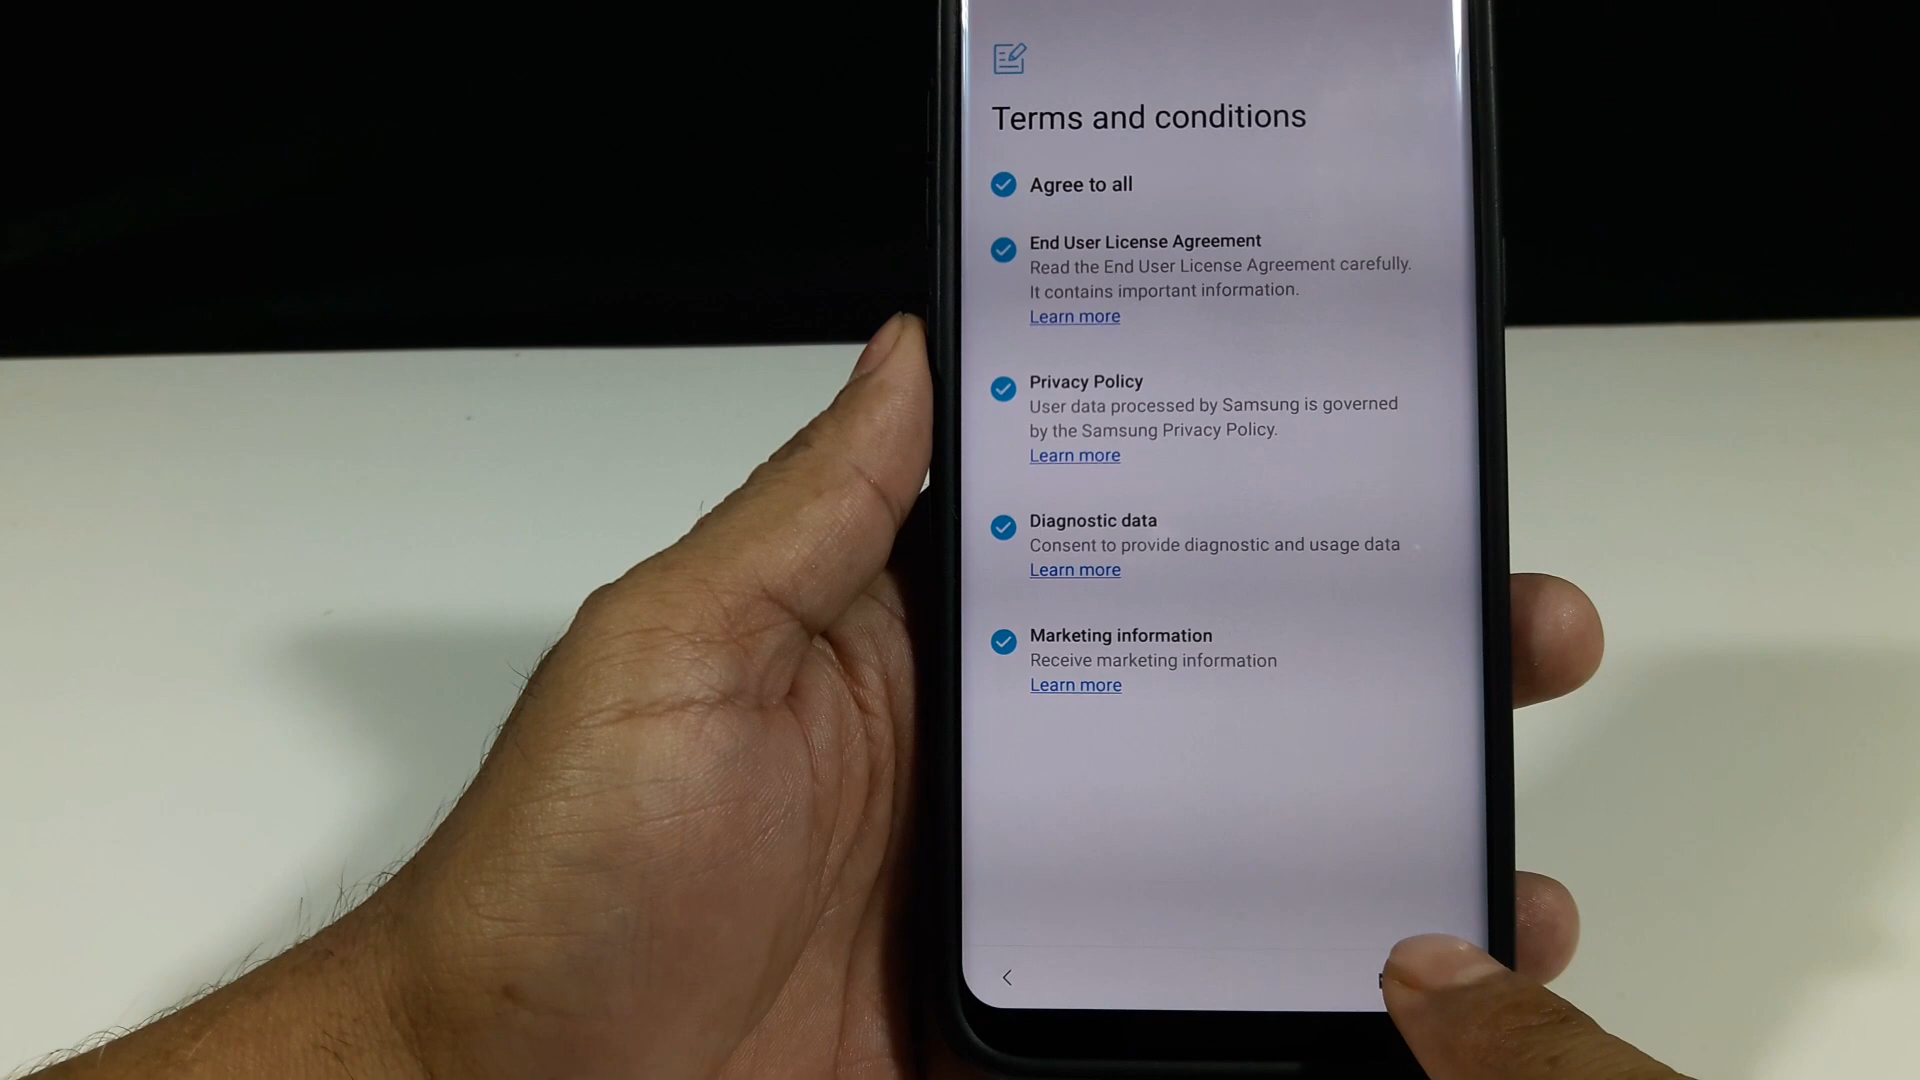 Terms and conditions
Agree to all
End User License Agreement
Read the End User License Agreement carefully.
It contains important information.
Learn more
Privacy Policy
User data processed by Samsung is governed
by the Samsung Privacy Policy.
Learn more
Diagnostic data
Consent to provide diagnostic and usage data
Learn more
Marketing information
Receive marketing information
Learn more